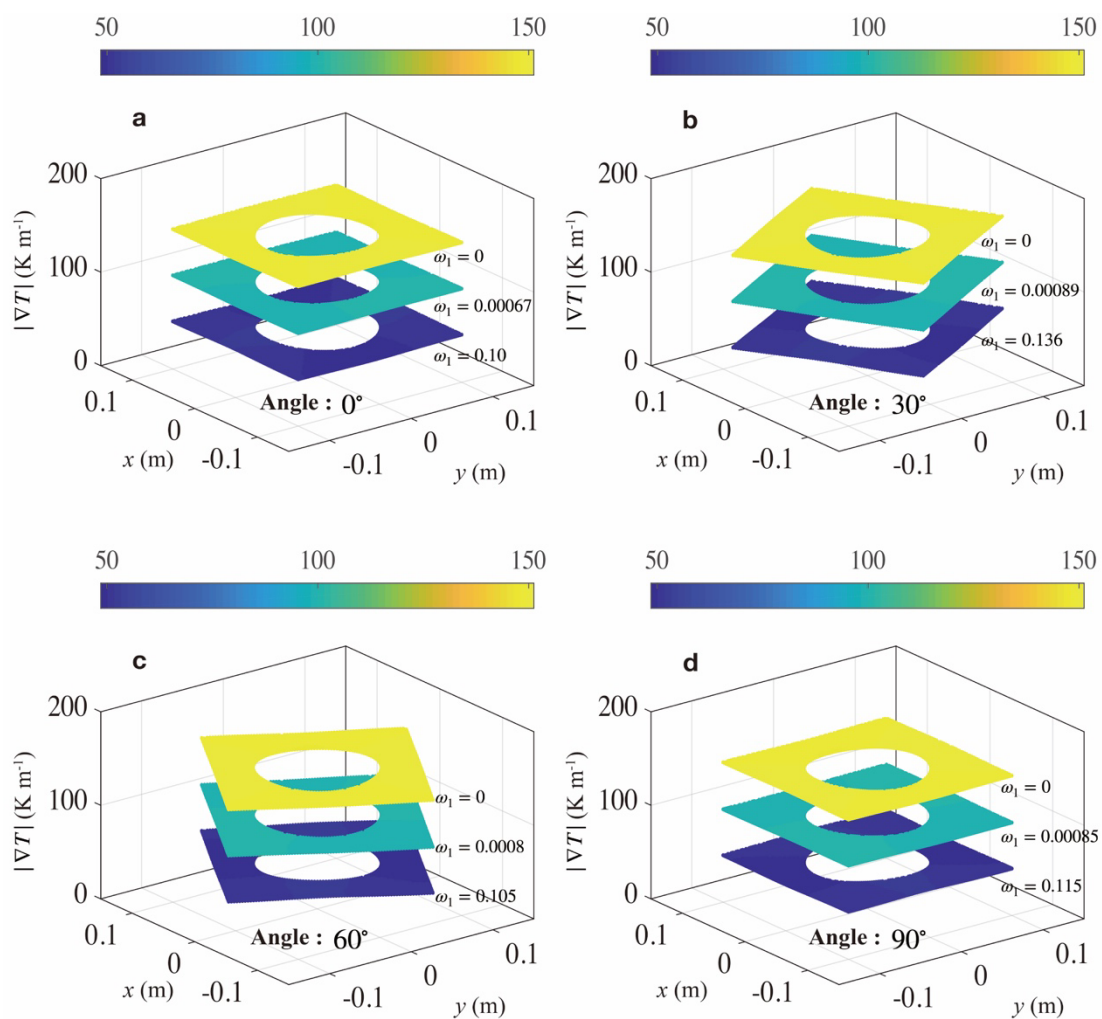 50 100 150
50 100 150
a
b
200
100
0
|∇T| (K m⁻¹)
ω₁ = 0
ω₁ = 0.00067
ω₁ = 0.10
Angle : 0°
0.1
0
-0.1
x (m)
-0.1
0
0.1
y (m)
200
100
0
|∇T| (K m⁻¹)
ω₁ = 0
ω₁ = 0.00089
ω₁ = 0.136
Angle : 30°
0.1
0
-0.1
x (m)
-0.1
0
0.1
y (m)
50 100 150
50 100 150
c
d
200
100
0
|∇T| (K m⁻¹)
ω₁ = 0
ω₁ = 0.0008
ω₁ = 0.105
Angle : 60°
0.1
0
-0.1
x (m)
-0.1
0
0.1
y (m)
200
100
0
|∇T| (K m⁻¹)
ω₁ = 0
ω₁ = 0.00085
ω₁ = 0.115
Angle : 90°
0.1
0
-0.1
x (m)
-0.1
0
0.1
y (m)